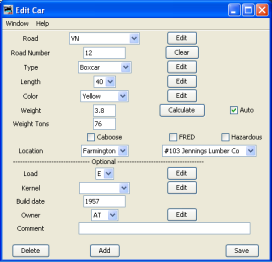 Edit Car
Window Help
Road YN Edit
Road Number 12 Clear
Type Boxcar Edit
Length 40 Edit
Color Yellow Edit
Weight 3.8 Calculate Auto
Weight Tons 76
Caboose FRED Hazardous
Location Farmington #103 Jennings Lumber Co
Optional
Load E Edit
Kernel Edit
Build date 1957
Owner AT Edit
Comment
Delete Add Save